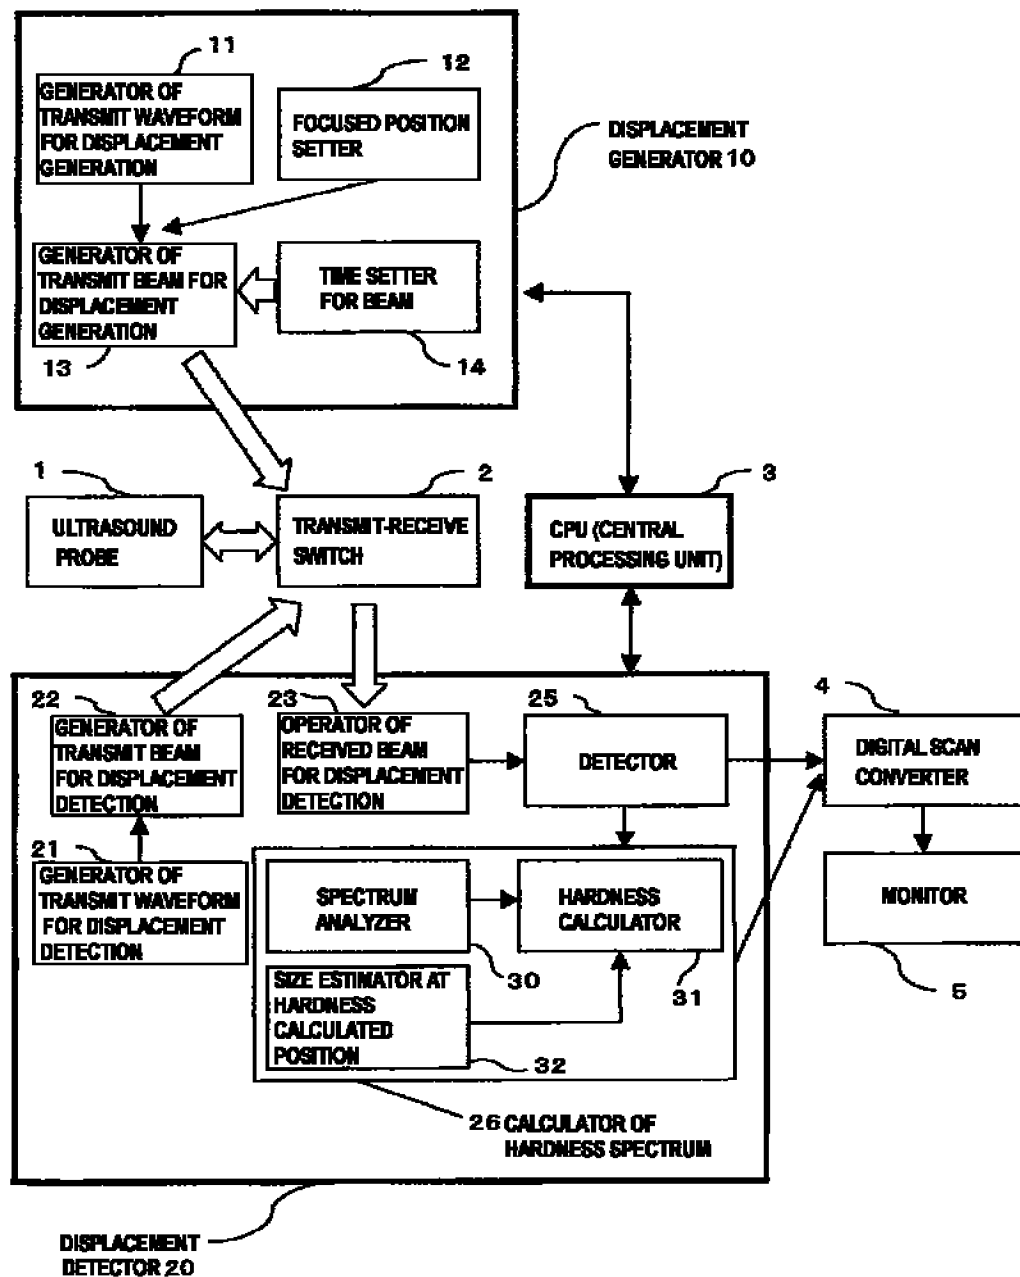 11
GENERATOR OF
TRANSMIT WAVEFORM
FOR DISPLACEMENT
GENERATION
12
FOCUSED POSITION
SETTER
DISPLACEMENT
GENERATOR 10
GENERATOR OF
TRANSMIT BEAM FOR
DISPLACEMENT
GENERATION
13
TIME SETTER
FOR BEAM
14
1
ULTRASOUND
PROBE
2
TRANSMIT-RECEIVE
SWITCH
3
CPU (CENTRAL
PROCESSING UNIT)
22
GENERATOR OF
TRANSMIT BEAM
FOR DISPLACEMENT
DETECTION
23
OPERATOR OF
RECEIVED BEAM
FOR DISPLACEMENT
DETECTION
25
DETECTOR
4
DIGITAL SCAN
CONVERTER
21
GENERATOR OF
TRANSMIT WAVEFORM
FOR DISPLACEMENT
DETECTION
SPECTRUM
ANALYZER
30
HARDNESS
CALCULATOR
31
MONITOR
5
SIZE ESTIMATOR AT
HARDNESS
CALCULATED
POSITION
32
26 CALCULATOR OF
HARDNESS SPECTRUM
DISPLACEMENT
DETECTOR 20